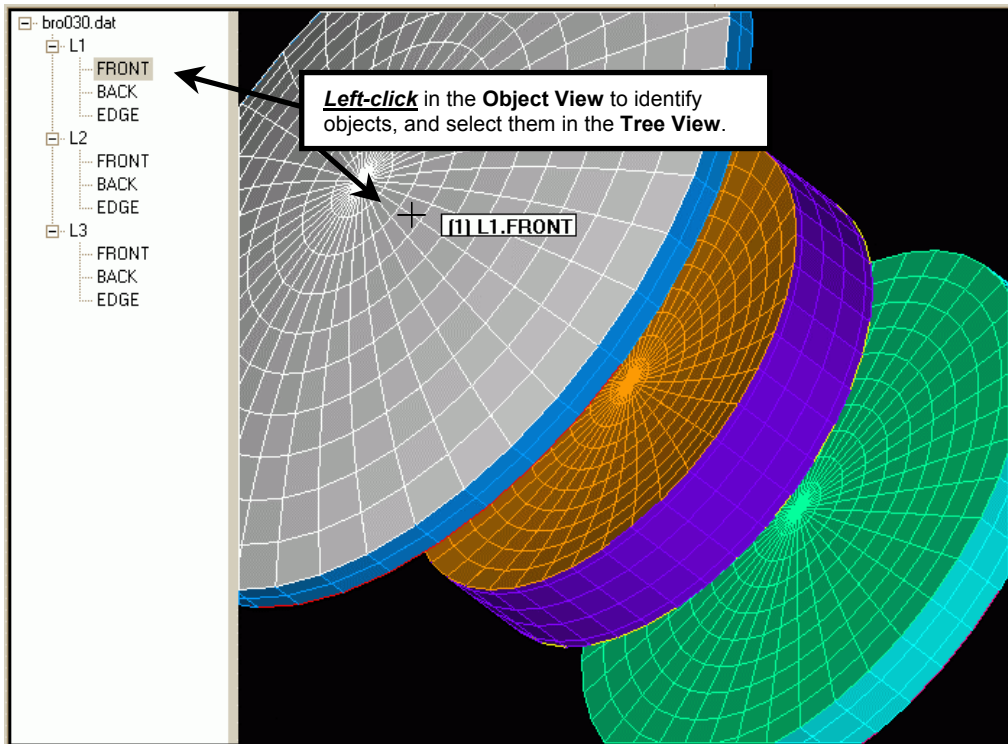 bro030.dat
L1
FRONT
BACK
EDGE
L2
FRONT
BACK
EDGE
L3
FRONT
BACK
EDGE
Left-click in the Object View to identify
objects, and select them in the Tree View.
[1] L1.FRONT